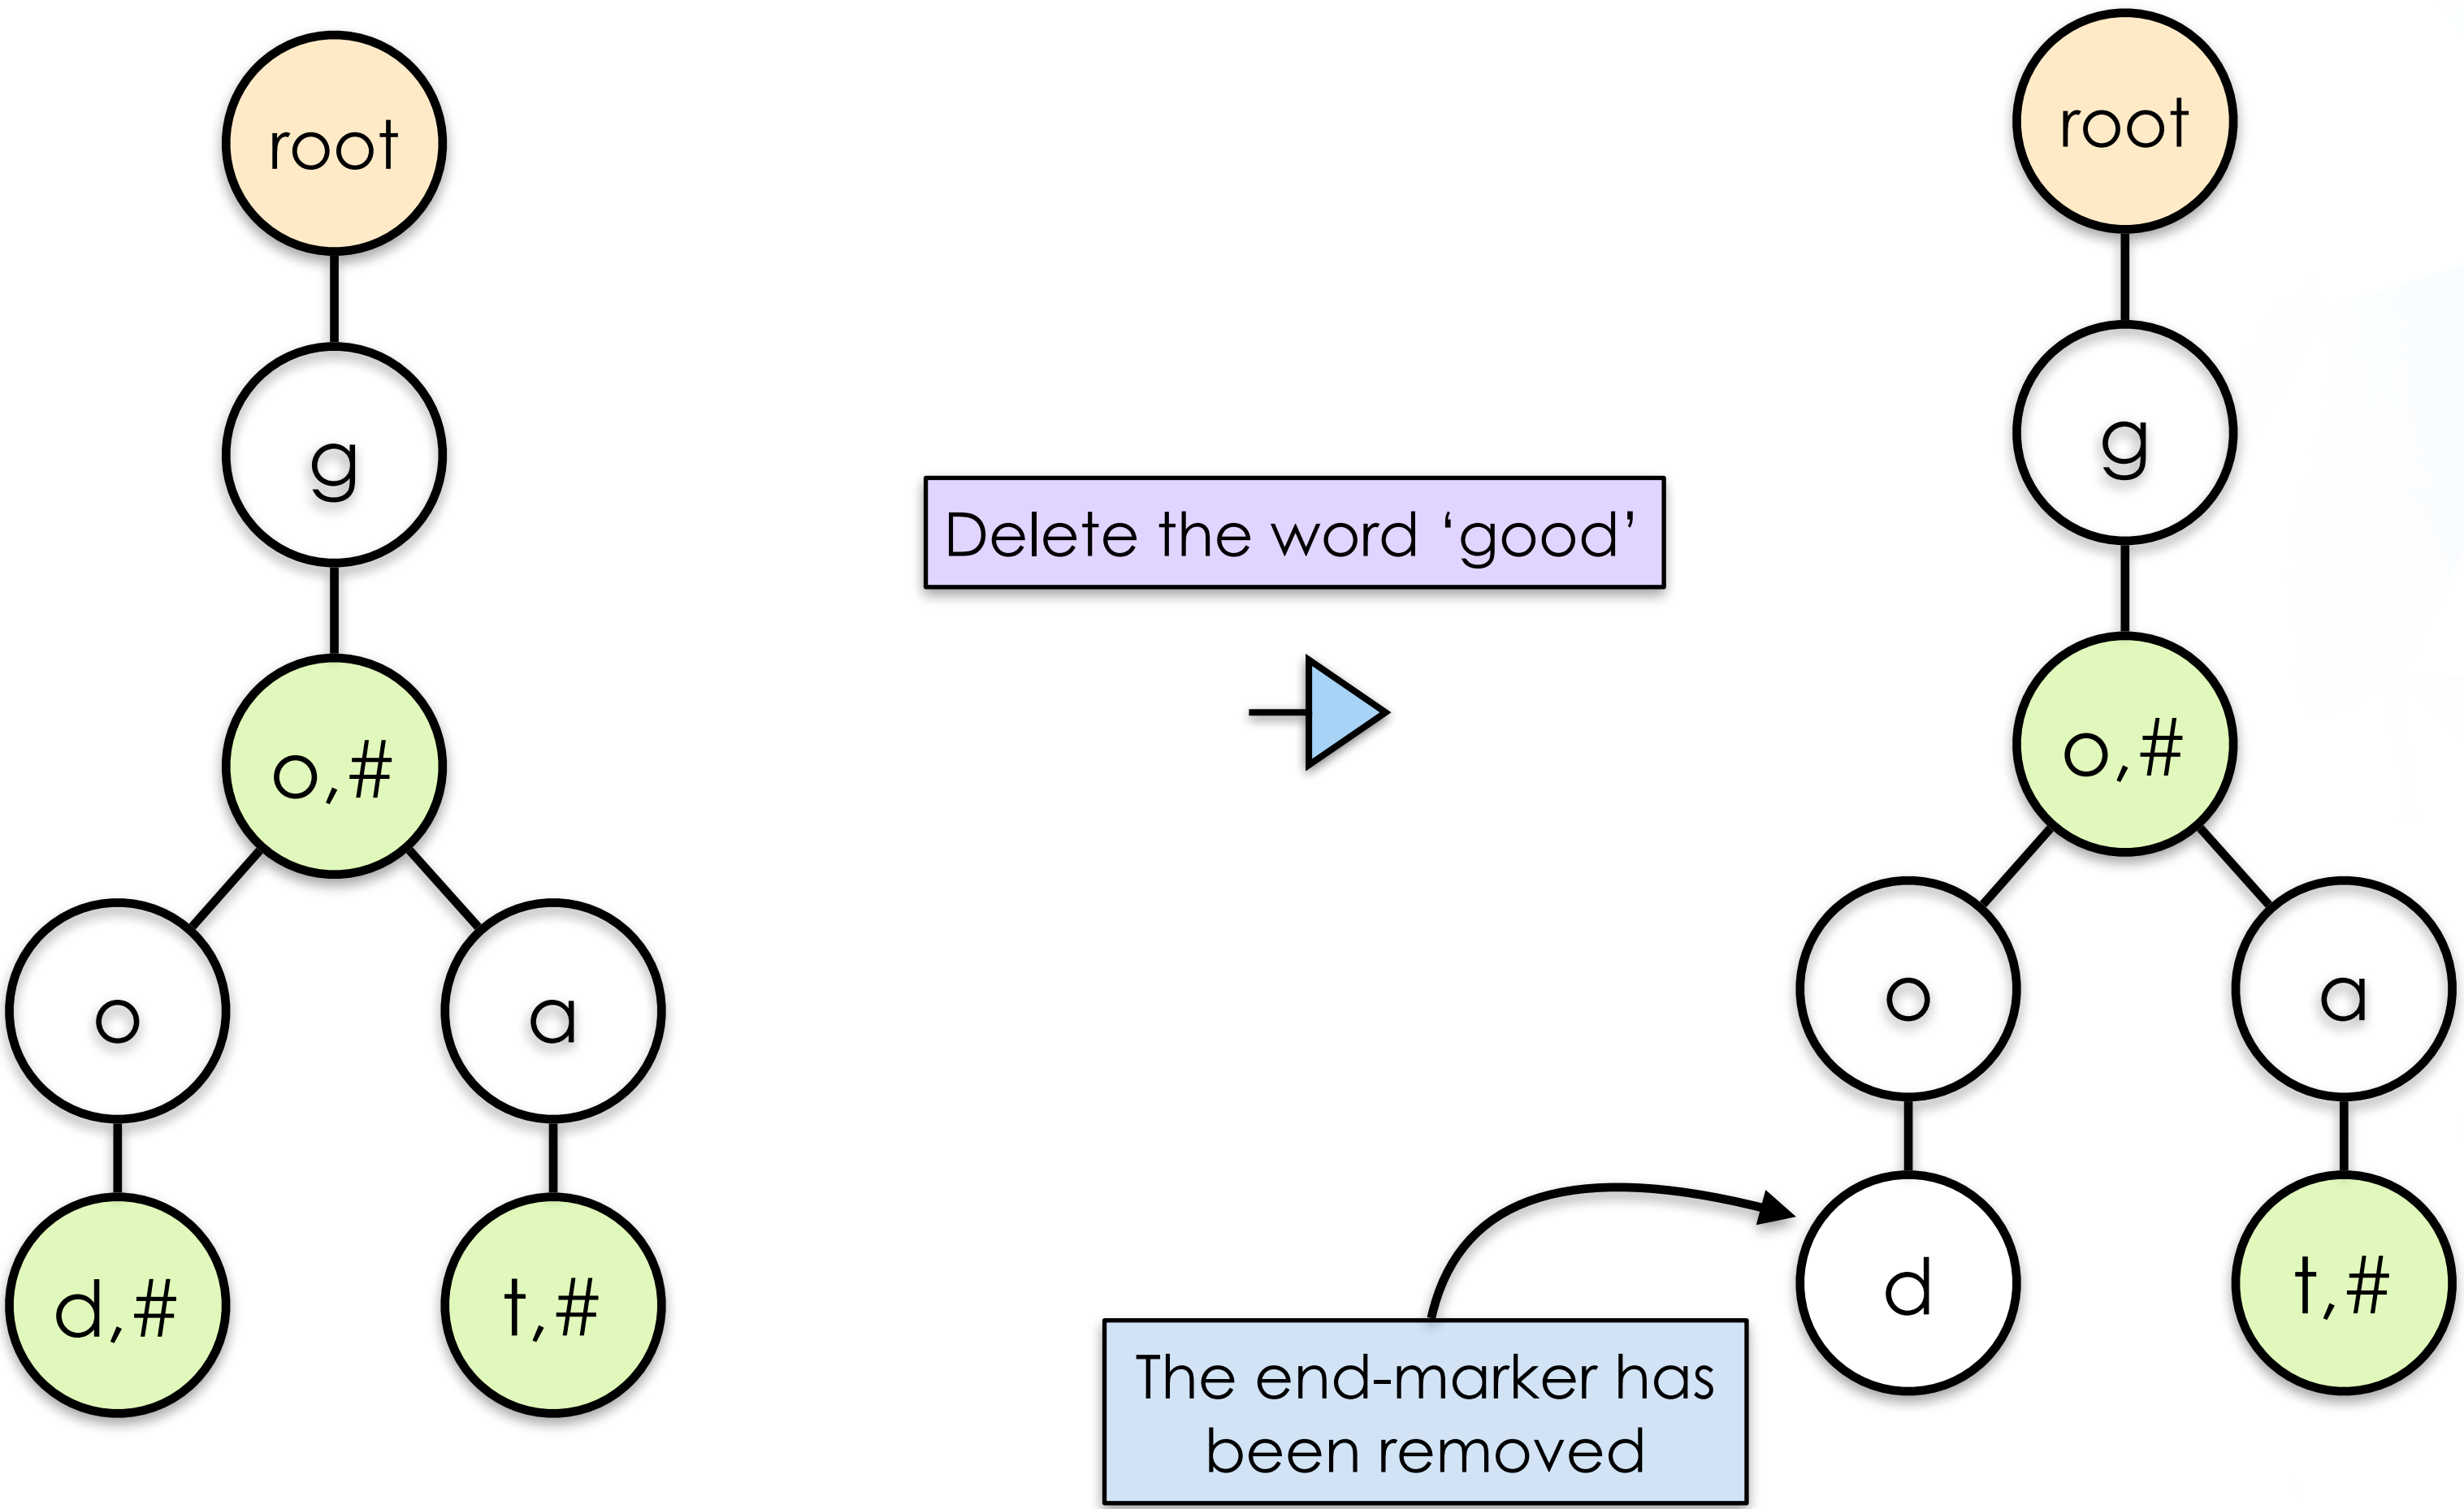 root
g
o,#
o
a
d,#
t,#
Delete the word ‘good’
The end-marker has
been removed
root
g
o,#
o
a
d
t,#